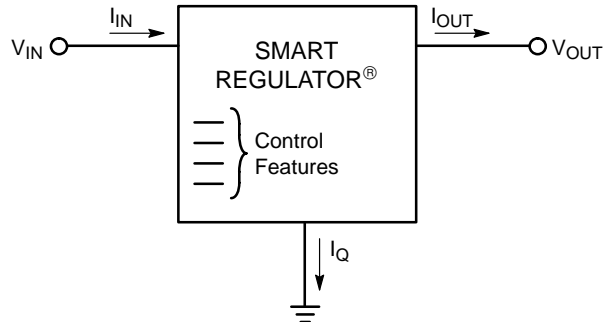 I_IN
I_OUT
V_IN
SMART
REGULATOR®
V_OUT
Control
Features
I_Q